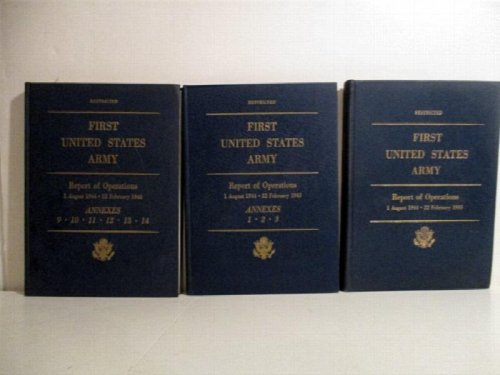 RESTRICTED
FIRST
UNITED STATES
ARMY
Report of Operations
1 August 1944 - 22 February 1945
ANNEXES
9 · 10 · 11 · 12 · 13 · 14
RESTRICTED
FIRST
UNITED STATES
ARMY
Report of Operations
1 August 1944 - 22 February 1945
ANNEXES
1 · 2 · 3
RESTRICTED
FIRST
UNITED STATES
ARMY
Report of Operations
1 August 1944 - 22 February 1945